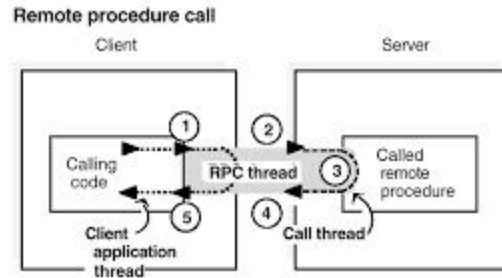 Remote procedure call
Client
Server
1
2
Calling
code
RPC thread
3
Called
remote
procedure
5
4
Client
application
thread
Call thread